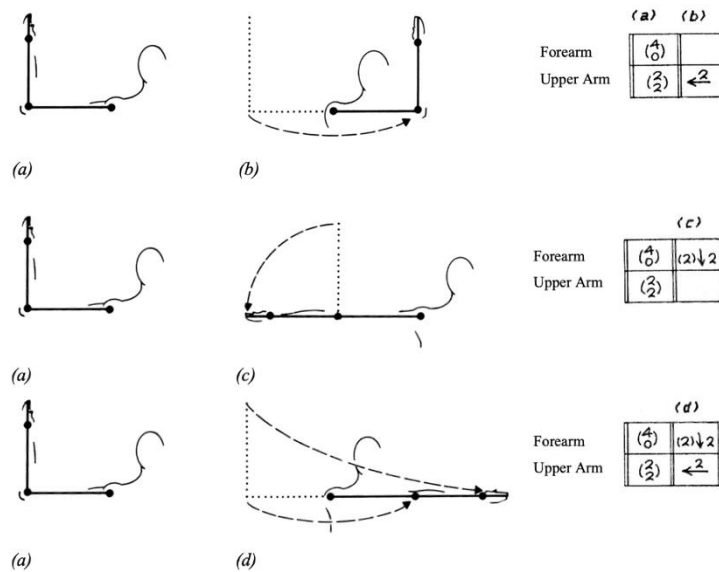 (a) (b)
Forearm (4 0)
Upper Arm (2 2) ←2
(a) (b)
(c)
Forearm (4 0) (2)↓2
Upper Arm (2 2)
(a) (c)
(d)
Forearm (4 0) (2)↓2
Upper Arm (2 2) ←2
(a) (d)